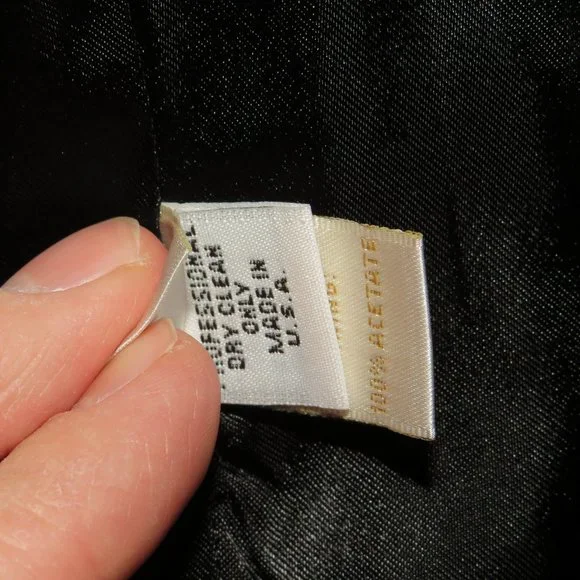 PROFESSIONAL
DRY CLEAN
ONLY
MADE IN
U.S.A.
100% ACETATE